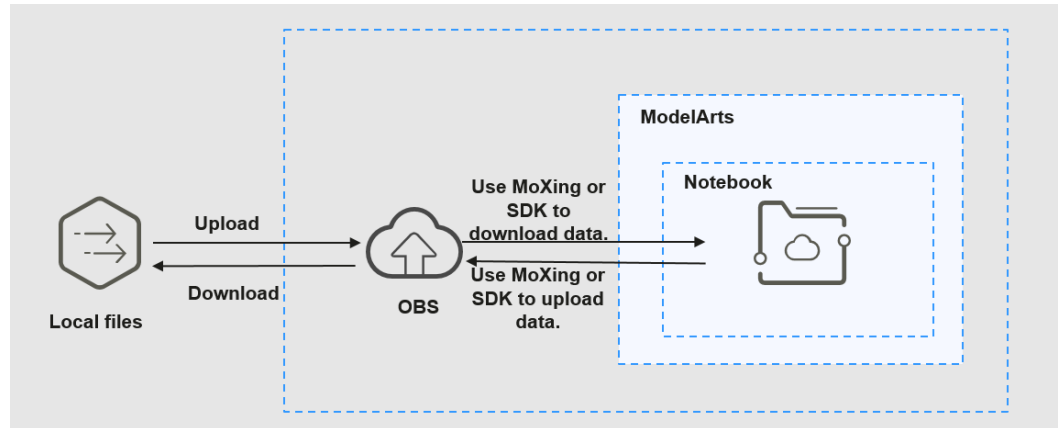 ModelArts
Notebook
Use MoXing or
SDK to
download data.
Upload
Use MoXing or
SDK to upload
data.
Download
OBS
Local files